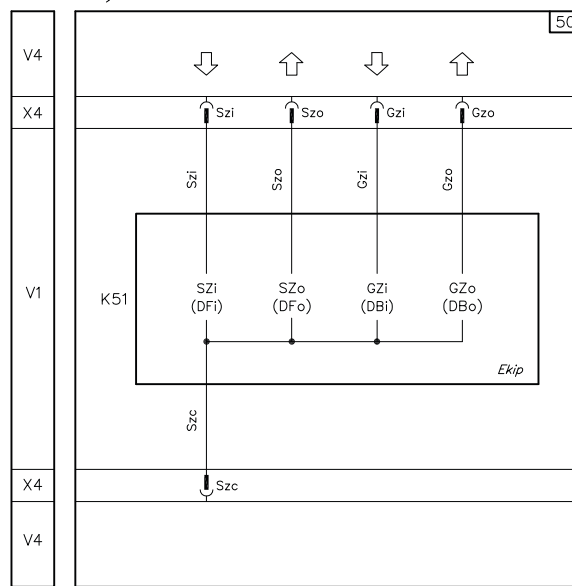 V4
50
X4
Szi
Szo
Gzi
Gzo
Szi
Szo
Gzi
Gzo
V1
K51
SZi
(DFi)
SZo
(DFo)
GZi
(DBi)
GZo
(DBo)
Ekip
Szc
X4
Szc
V4